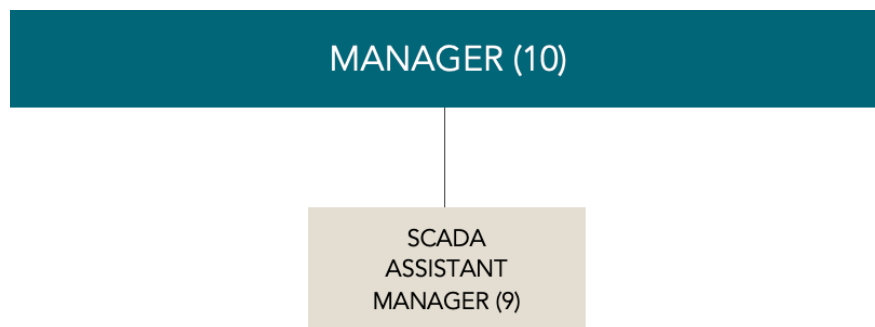 MANAGER (10)
SCADA
ASSISTANT
MANAGER (9)